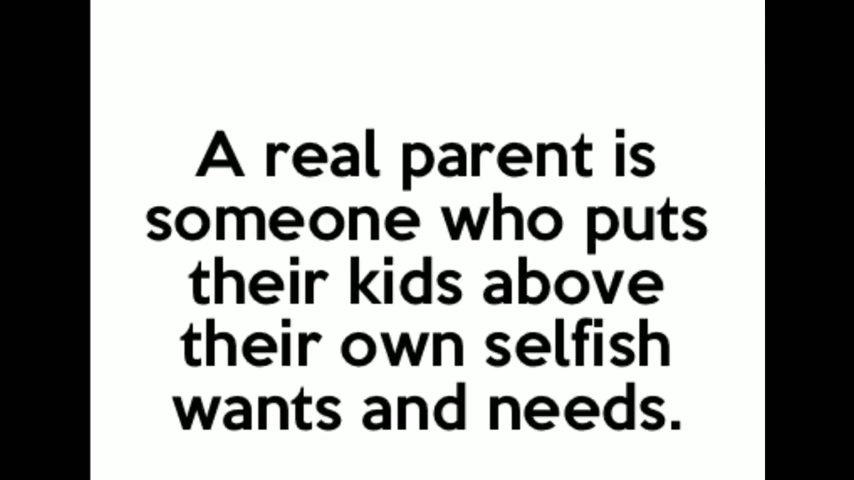 A real parent is
someone who puts
their kids above
their own selfish
wants and needs.